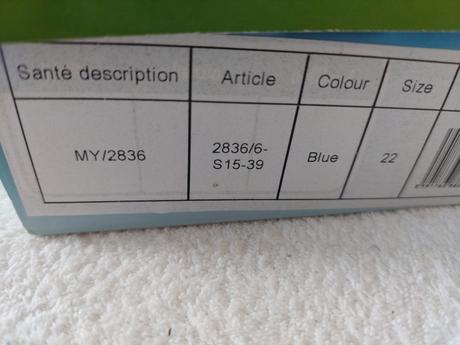 Santé description Article Colour Size
MY/2836 2836/6- Blue 22
S15-39